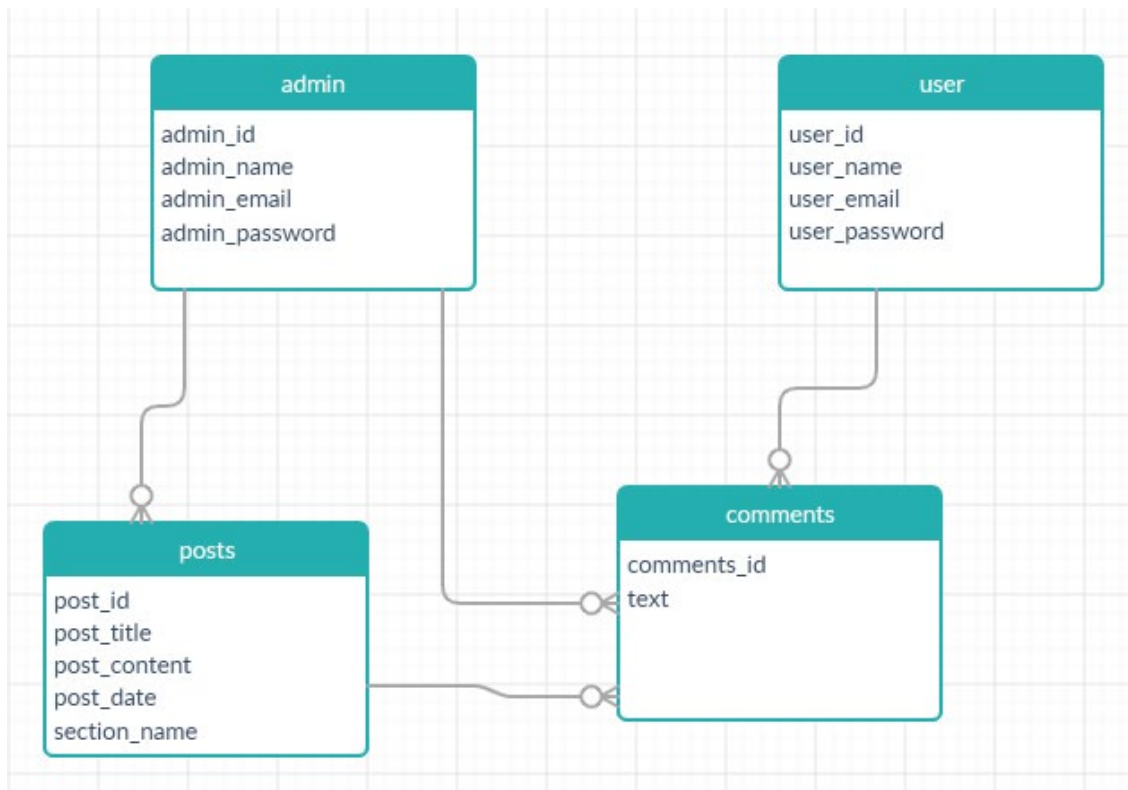 admin
admin_id
admin_name
admin_email
admin_password
user
user_id
user_name
user_email
user_password
posts
post_id
post_title
post_content
post_date
section_name
comments
comments_id
text